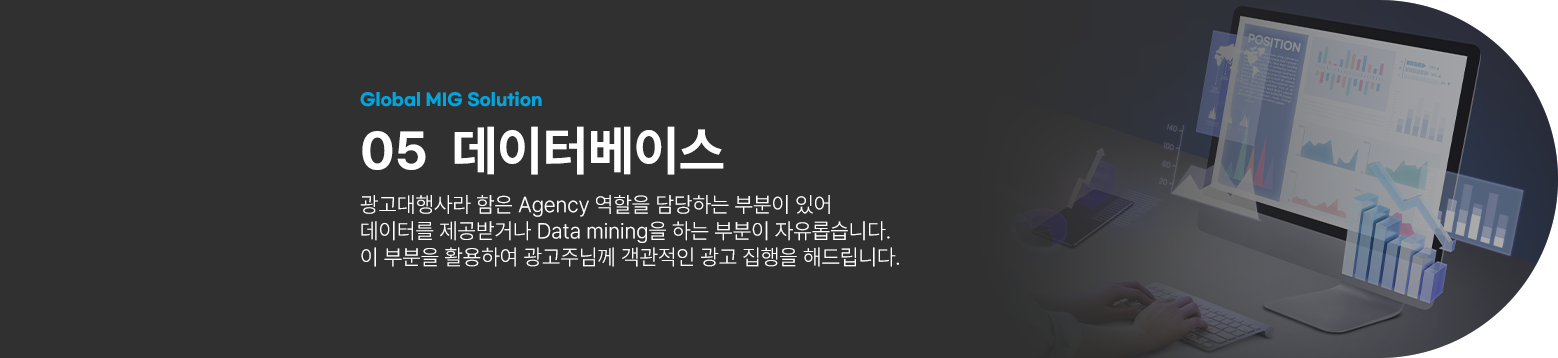 Global MIG Solution
05 데이터베이스
광고대행사라 함은 Agency 역할을 담당하는 부분이 있어
데이터를 제공받거나 Data mining을 하는 부분이 자유롭습니다.
이 부분을 활용하여 광고주님께 객관적인 광고 집행을 해드립니다.
POSITION
140
60
20